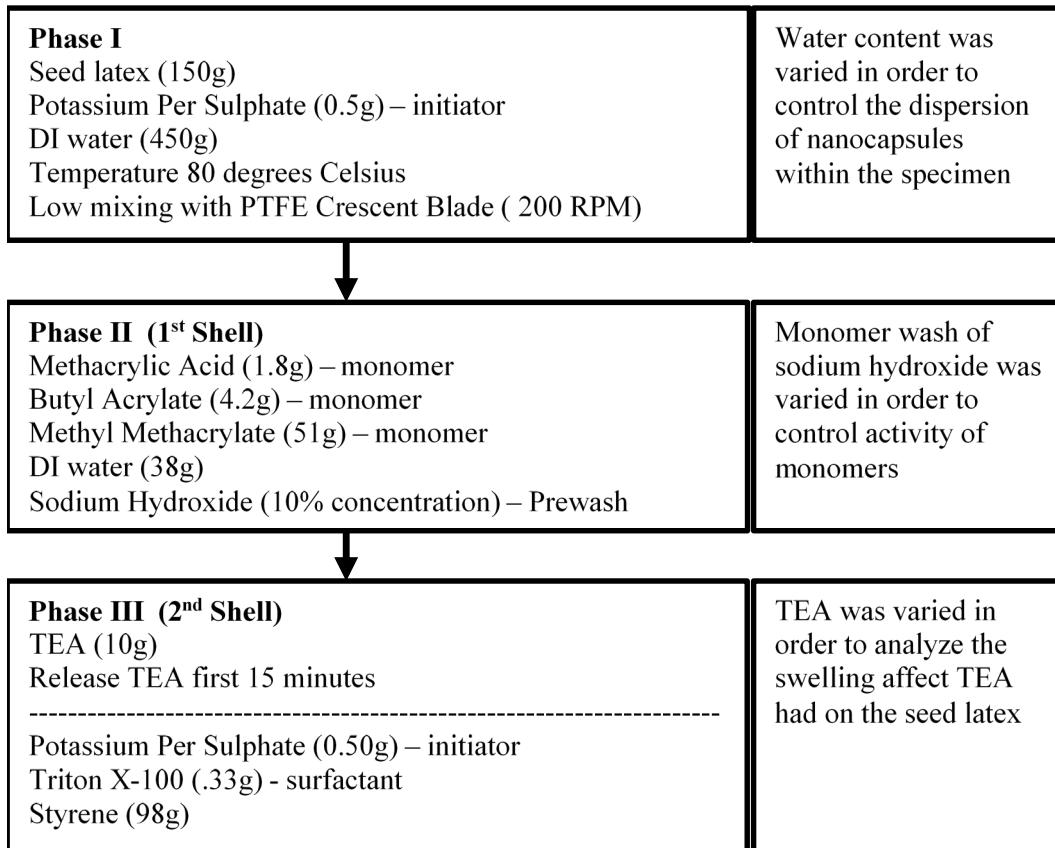 Phase I
Seed latex (150g)
Potassium Per Sulphate (0.5g) – initiator
DI water (450g)
Temperature 80 degrees Celsius
Low mixing with PTFE Crescent Blade ( 200 RPM)
Water content was
varied in order to
control the dispersion
of nanocapsules
within the specimen
Phase II (1st Shell)
Methacrylic Acid (1.8g) – monomer
Butyl Acrylate (4.2g) – monomer
Methyl Methacrylate (51g) – monomer
DI water (38g)
Sodium Hydroxide (10% concentration) – Prewash
Monomer wash of
sodium hydroxide was
varied in order to
control activity of
monomers
Phase III (2nd Shell)
TEA (10g)
Release TEA first 15 minutes
------------------------------------------------------------------------
Potassium Per Sulphate (0.50g) – initiator
Triton X-100 (.33g) - surfactant
Styrene (98g)
TEA was varied in
order to analyze the
swelling affect TEA
had on the seed latex